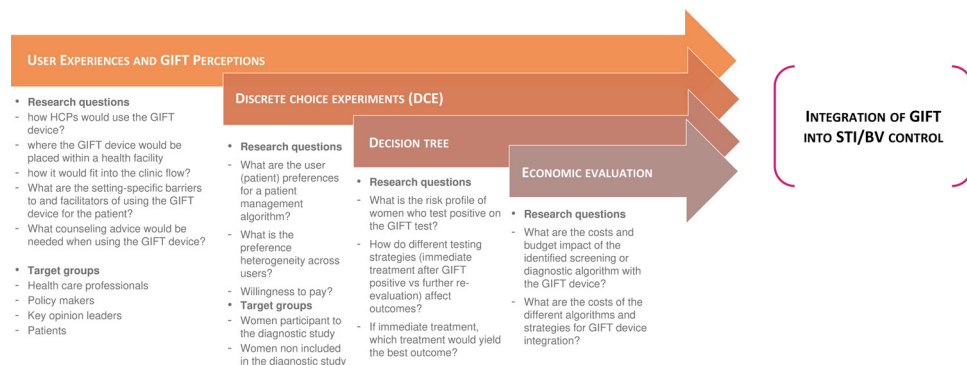 USER EXPERIENCES AND GIFT PERCEPTIONS
• Research questions
- how HCPs would use the GIFT
device?
- where the GIFT device would be
placed within a health facility
- how it would fit into the clinic flow?
- What are the setting-specific barriers
to and facilitators of using the GIFT
device for the patient?
- What counseling advice would be
needed when using the GIFT device?
• Target groups
- Health care professionals
- Policy makers
- Key opinion leaders
- Patients
DISCRETE CHOICE EXPERIMENTS (DCE)
• Research questions
- What are the user
(patient) preferences
for a patient
management
algorithm?
- What is the
preference
heterogeneity across
users?
- Willingness to pay?
• Target groups
- Women participant to
the diagnostic study
- Women non included
in the diagnostic study
DECISION TREE
• Research questions
- What is the risk profile of
women who test positive on
the GIFT test?
- How do different testing
strategies (immediate
treatment after GIFT
positive vs further re-
evaluation) affect
outcomes?
- If immediate treatment,
which treatment would yield
the best outcome?
ECONOMIC EVALUATION
• Research questions
- What are the costs and
budget impact of the
identified screening or
diagnostic algorithm with
the GIFT device?
- What are the costs of the
different algorithms and
strategies for GIFT device
integration?
INTEGRATION OF GIFT
INTO STI/BV CONTROL